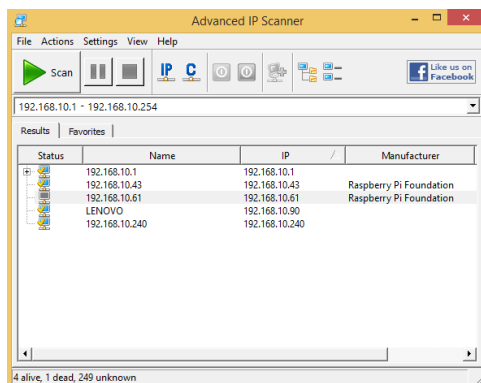 Advanced IP Scanner
File Actions Settings View Help
Scan IP C Like us on
Facebook
192.168.10.1 - 192.168.10.254
Results Favorites
Status Name IP Manufacturer
192.168.10.1 192.168.10.1
192.168.10.43 192.168.10.43 Raspberry Pi Foundation
192.168.10.61 192.168.10.61 Raspberry Pi Foundation
LENOVO 192.168.10.90
192.168.10.240 192.168.10.240
4 alive, 1 dead, 249 unknown